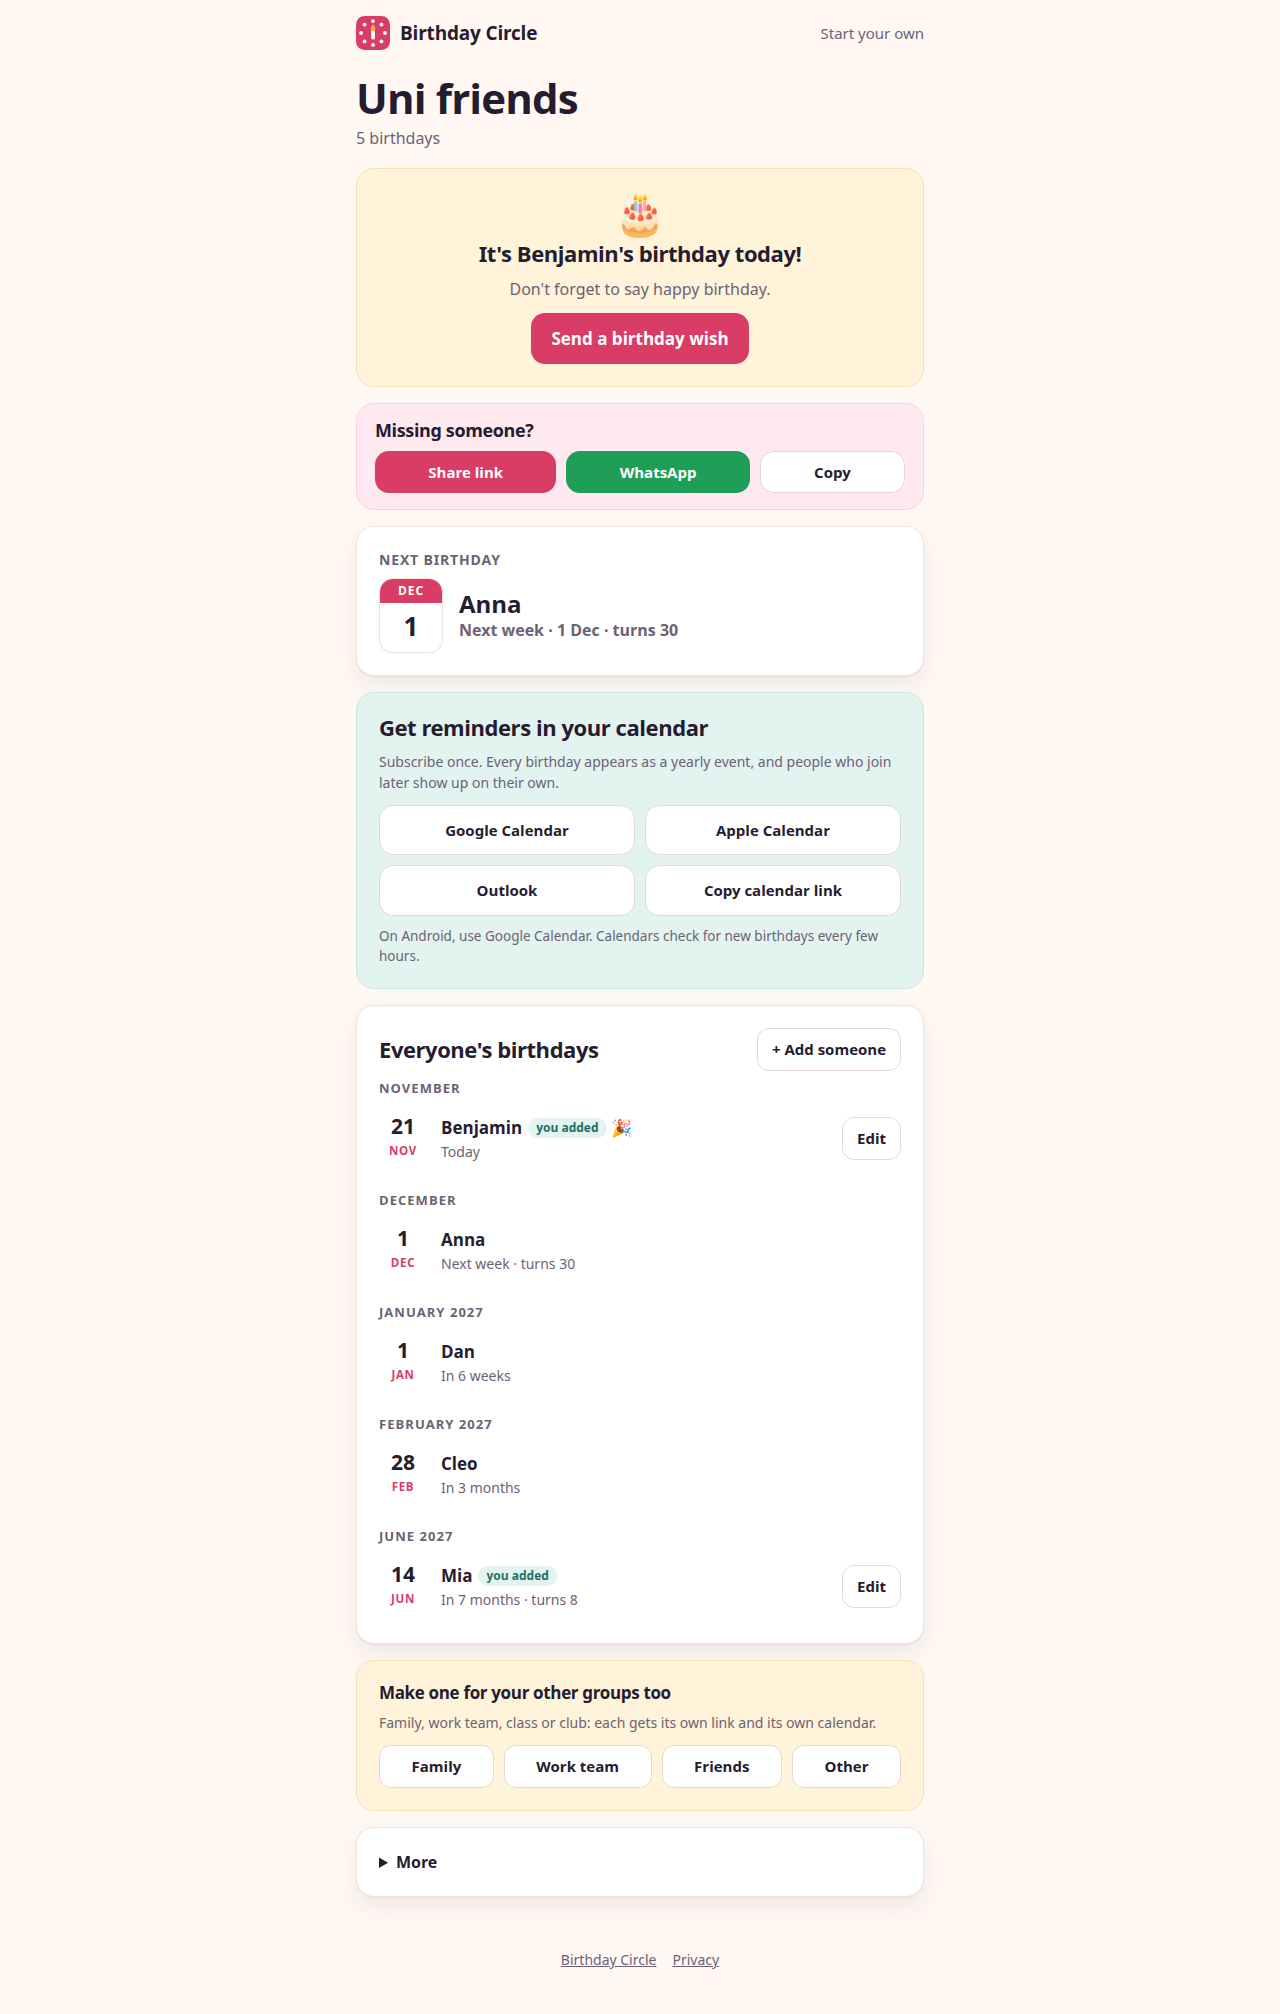 Birthday Circle
Start your own
Uni friends
5 birthdays
It's Benjamin's birthday today!
Don't forget to say happy birthday.
Send a birthday wish
Missing someone?
Share link
WhatsApp
Copy
NEXT BIRTHDAY
DEC
1
Anna
Next week · 1 Dec · turns 30
Get reminders in your calendar
Subscribe once. Every birthday appears as a yearly event, and people who join
later show up on their own.
Google Calendar
Apple Calendar
Outlook
Copy calendar link
On Android, use Google Calendar. Calendars check for new birthdays every few
hours.
Everyone's birthdays
+ Add someone
NOVEMBER
21
NOV
Benjamin you added 🎉
Today
Edit
DECEMBER
1
DEC
Anna
Next week · turns 30
JANUARY 2027
1
JAN
Dan
In 6 weeks
FEBRUARY 2027
28
FEB
Cleo
In 3 months
JUNE 2027
14
JUN
Mia you added
In 7 months · turns 8
Edit
Make one for your other groups too
Family, work team, class or club: each gets its own link and its own calendar.
Family
Work team
Friends
Other
More
Birthday Circle
Privacy